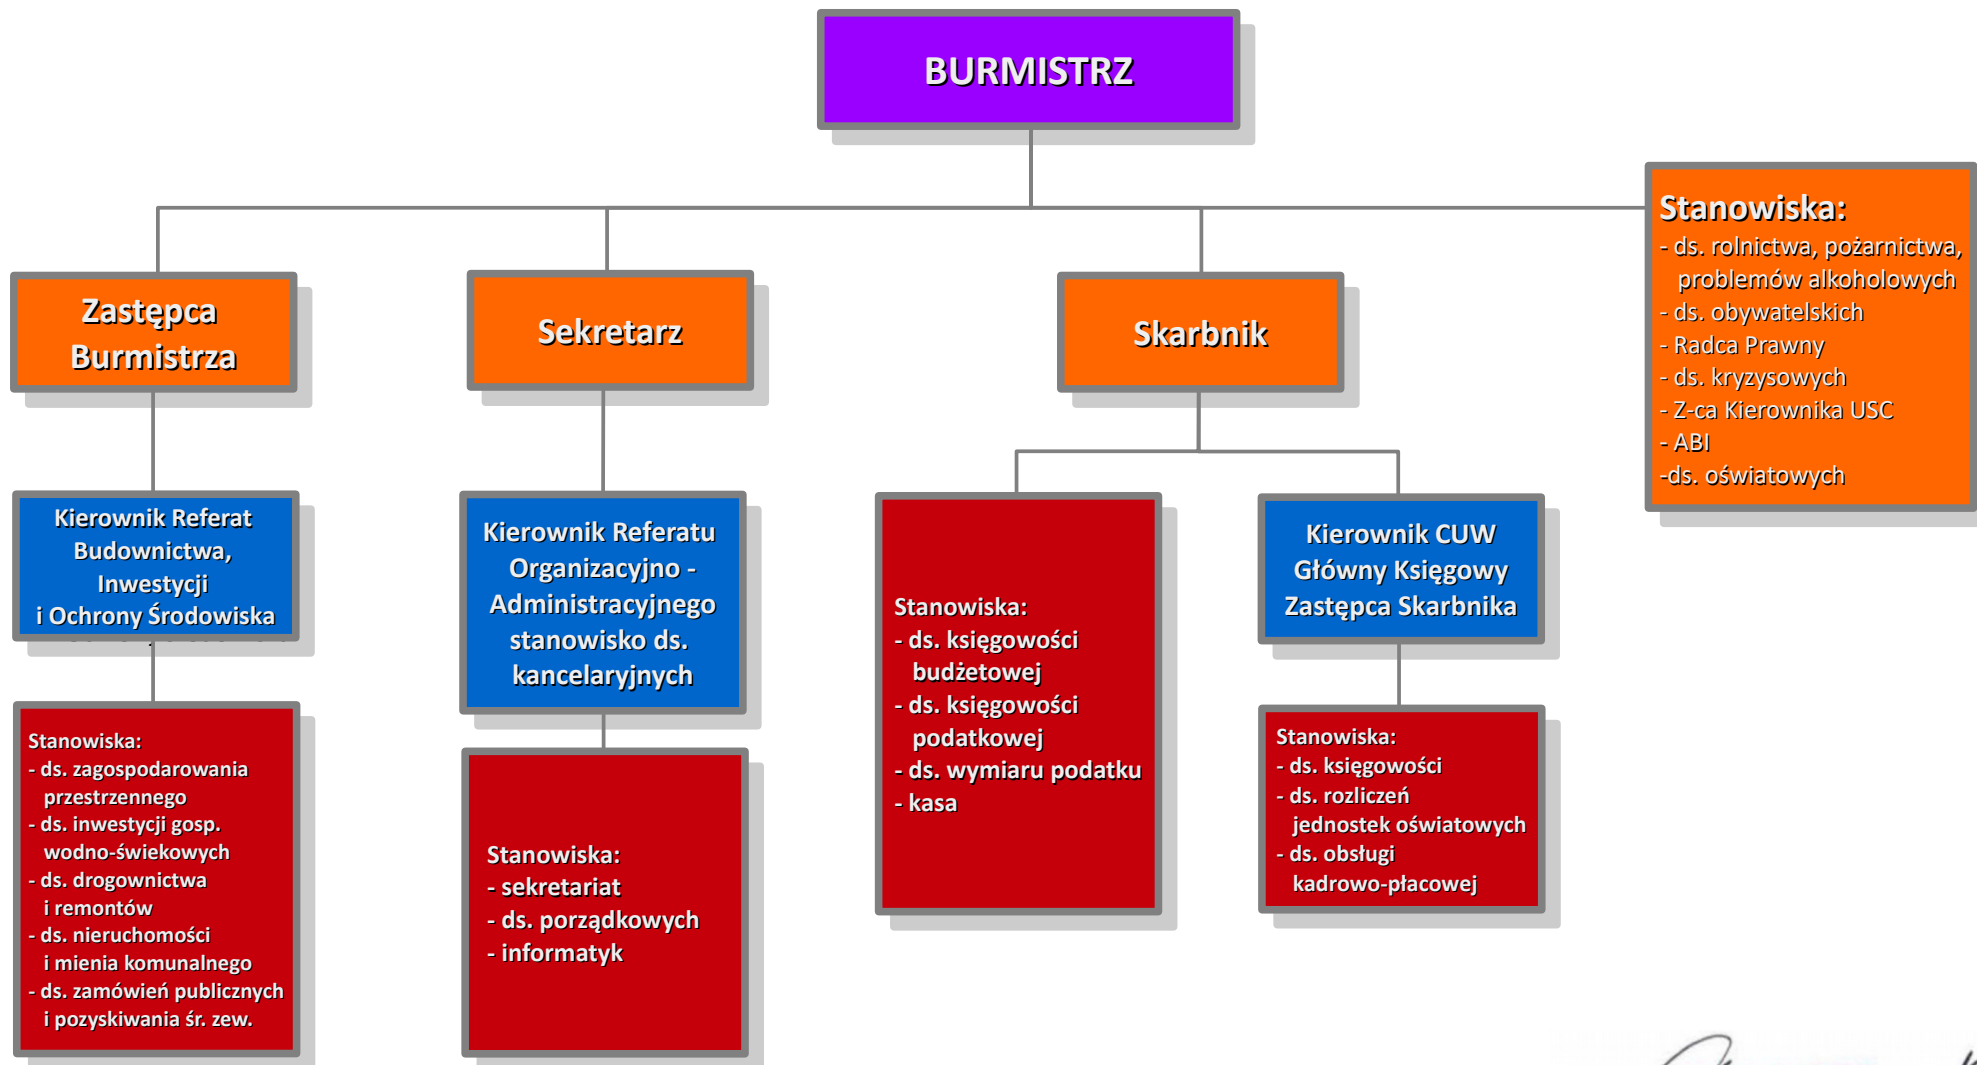 BURMISTRZ
Stanowiska:
- ds. rolnictwa, pożarnictwa,
problemów alkoholowych
- ds. obywatelskich
- Radca Prawny
- ds. kryzysowych
- Z-ca Kierownika USC
- ABI
-ds. oświatowych
Zastępca
Burmistrza
Sekretarz
Skarbnik
Kierownik Referat
Budownictwa,
Inwestycji
i Ochrony Środowiska
Kierownik Referatu
Organizacyjno -
Administracyjnego
stanowisko ds.
kancelaryjnych
Stanowiska:
- ds. księgowości
budżetowej
- ds. księgowości
podatkowej
- ds. wymiaru podatku
- kasa
Kierownik CUW
Główny Księgowy
Zastępca Skarbnika
Stanowiska:
- ds. zagospodarowania
przestrzennego
- ds. inwestycji gosp.
wodno-świekowych
- ds. drogownictwa
i remontów
- ds. nieruchomości
i mienia komunalnego
- ds. zamówień publicznych
i pozyskiwania śr. zew.
Stanowiska:
- sekretariat
- ds. porządkowych
- informatyk
Stanowiska:
- ds. księgowości
- ds. rozliczeń
jednostek oświatowych
- ds. obsługi
kadrowo-płacowej